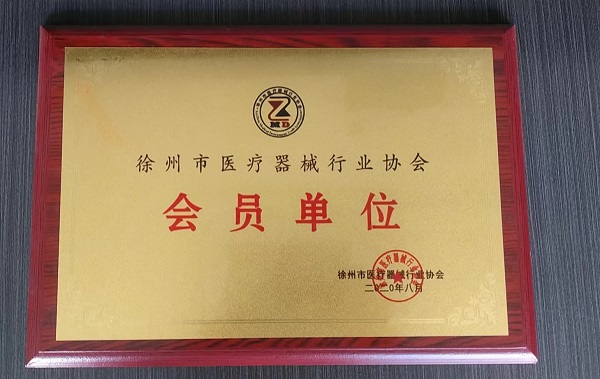 MD
徐州市医疗器械行业协会
会员单位
徐州市医疗器械行业协会
二〇二〇年八月